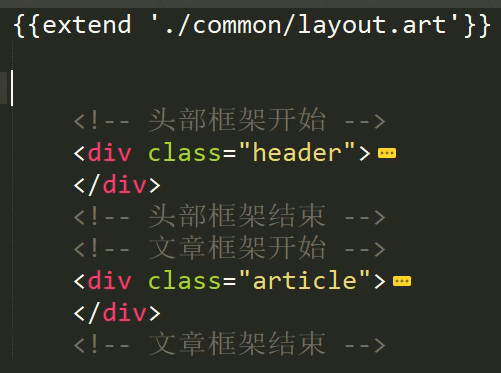 {{extend './common/layout.art'}}
<!-- 头部框架开始 -->
<div class="header">
</div>
<!-- 头部框架结束 -->
<!-- 文章框架开始 -->
<div class="article">
</div>
<!-- 文章框架结束 -->